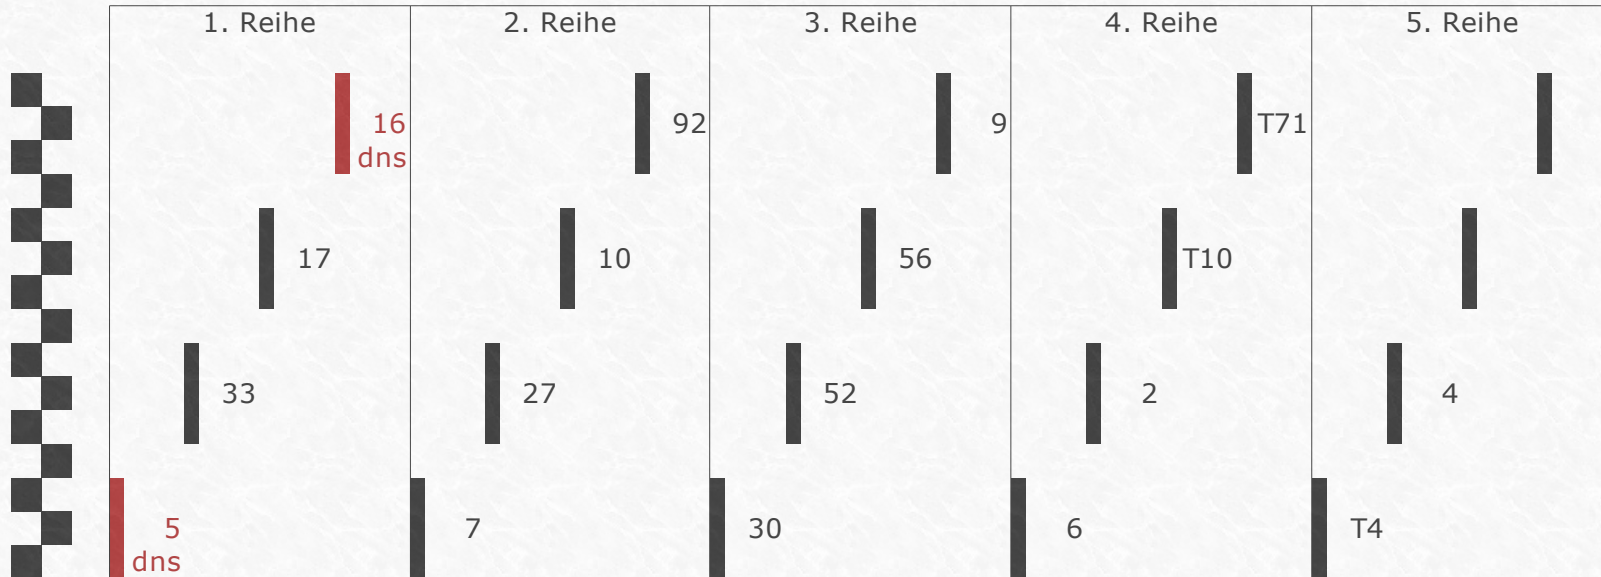 1. Reihe 2. Reihe 3. Reihe 4. Reihe 5. Reihe
16 92 9 T71
dns
17 10 56 T10
33 27 52 2 4
5 7 30 6 T4
dns